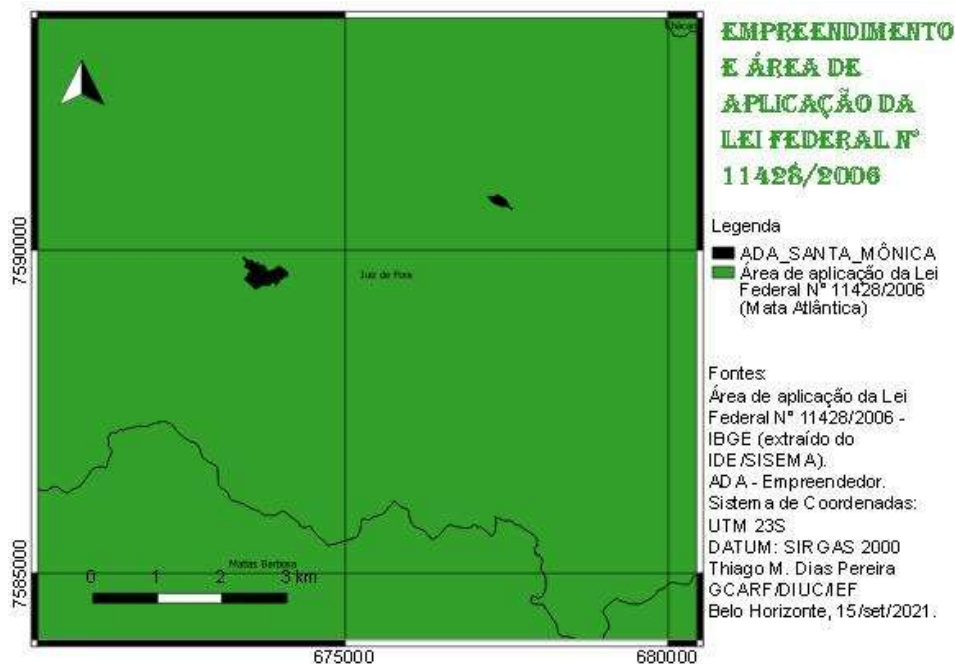 EMPREENDIMENTO
E ÁREA DE
APLICAÇÃO DA
LEI FEDERAL Nº
11428/2006
Legenda
ADA_SANTA_MÔNICA
Área de aplicação da Lei
Federal Nº 11428/2006
(Mata Atlântica)
Fontes:
Área de aplicação da Lei
Federal Nº 11428/2006 -
IBGE (extraído do
IDE/SISEMA).
ADA - Empreendedor.
Sistema de Coordenadas:
UTM 23S
DATUM: SIRGAS 2000
Thiago M. Dias Pereira
GCARF/DIUC/IEF
Belo Horizonte, 15/set/2021.
7590000
Juiz de Fora
7585000
Matias Barbosa
0 1 2 3 km
675000
680000